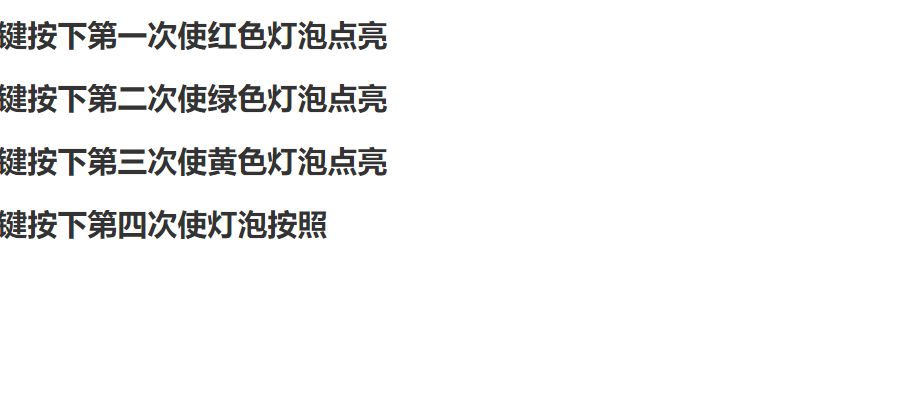 键按下第一次使红色灯泡点亮
键按下第二次使绿色灯泡点亮
键按下第三次使黄色灯泡点亮
键按下第四次使灯泡按照